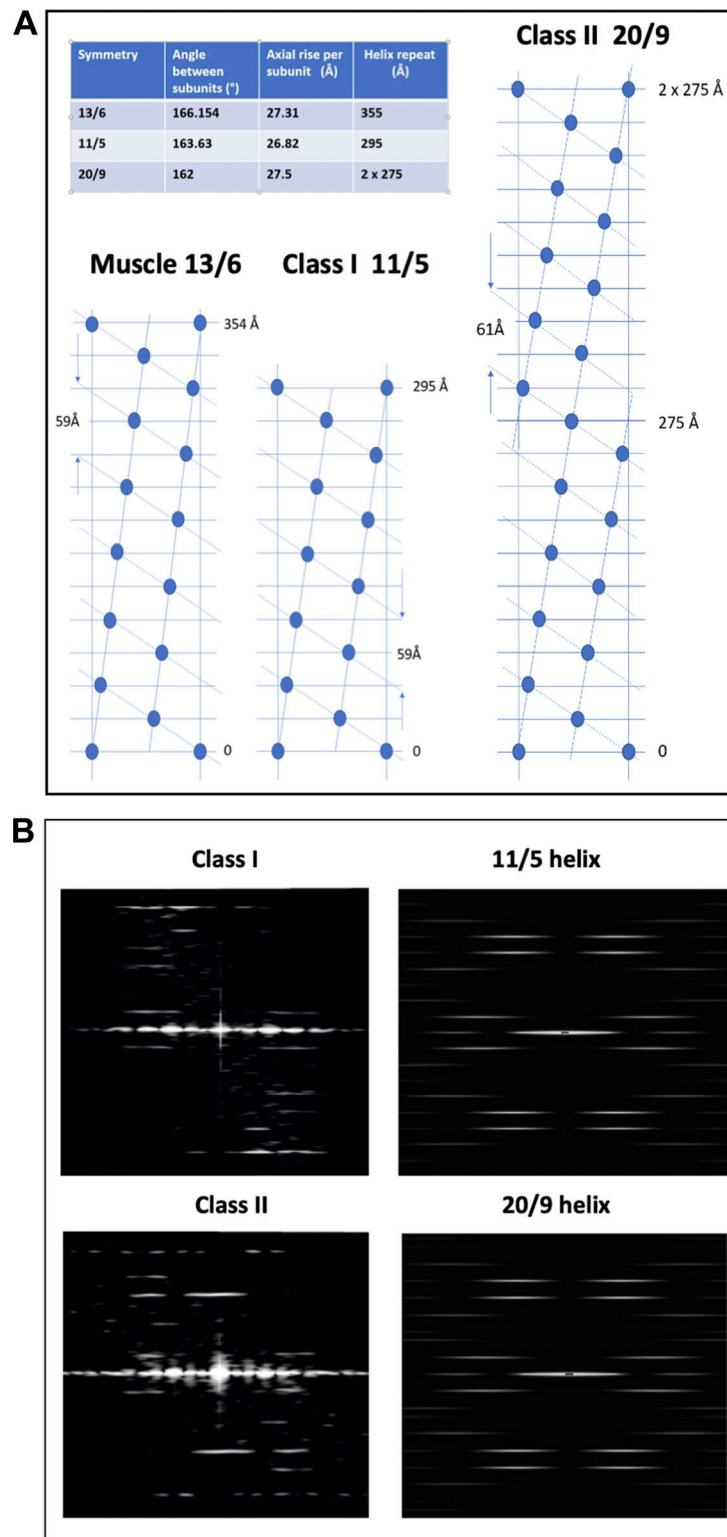 A
Class II 20/9
Symmetry
Angle
between
subunits (°)
Axial rise per
subunit (Å)
Helix repeat
(Å)
13/6
166.154
27.31
355
11/5
163.63
26.82
295
20/9
162
27.5
2 x 275
2 x 275 Å
Muscle 13/6
Class I 11/5
354 Å
295 Å
61Å
59Å
275 Å
59Å
0
0
0
B
Class I
11/5 helix
Class II
20/9 helix